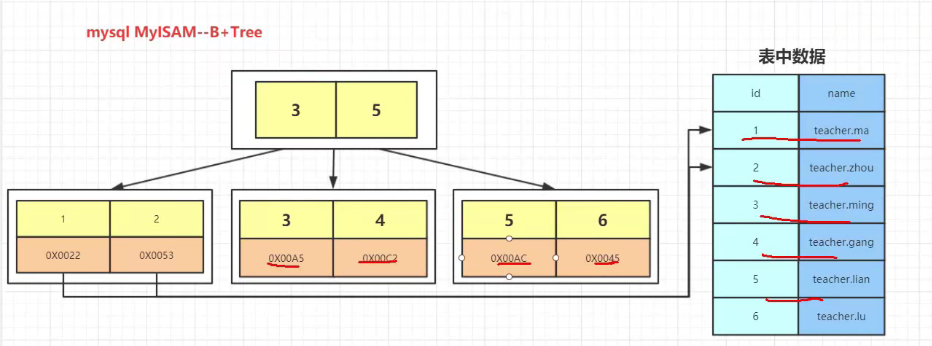 mysql MyISAM--B+Tree
表中数据
3 5
id name
1 teacher.ma
2 teacher.zhou
3 teacher.ming
4 teacher.gang
5 teacher.lian
6 teacher.lu
1 2
0X0022 0X0053
3 4
0X00A5 0X00C2
5 6
0X00AC 0X0045